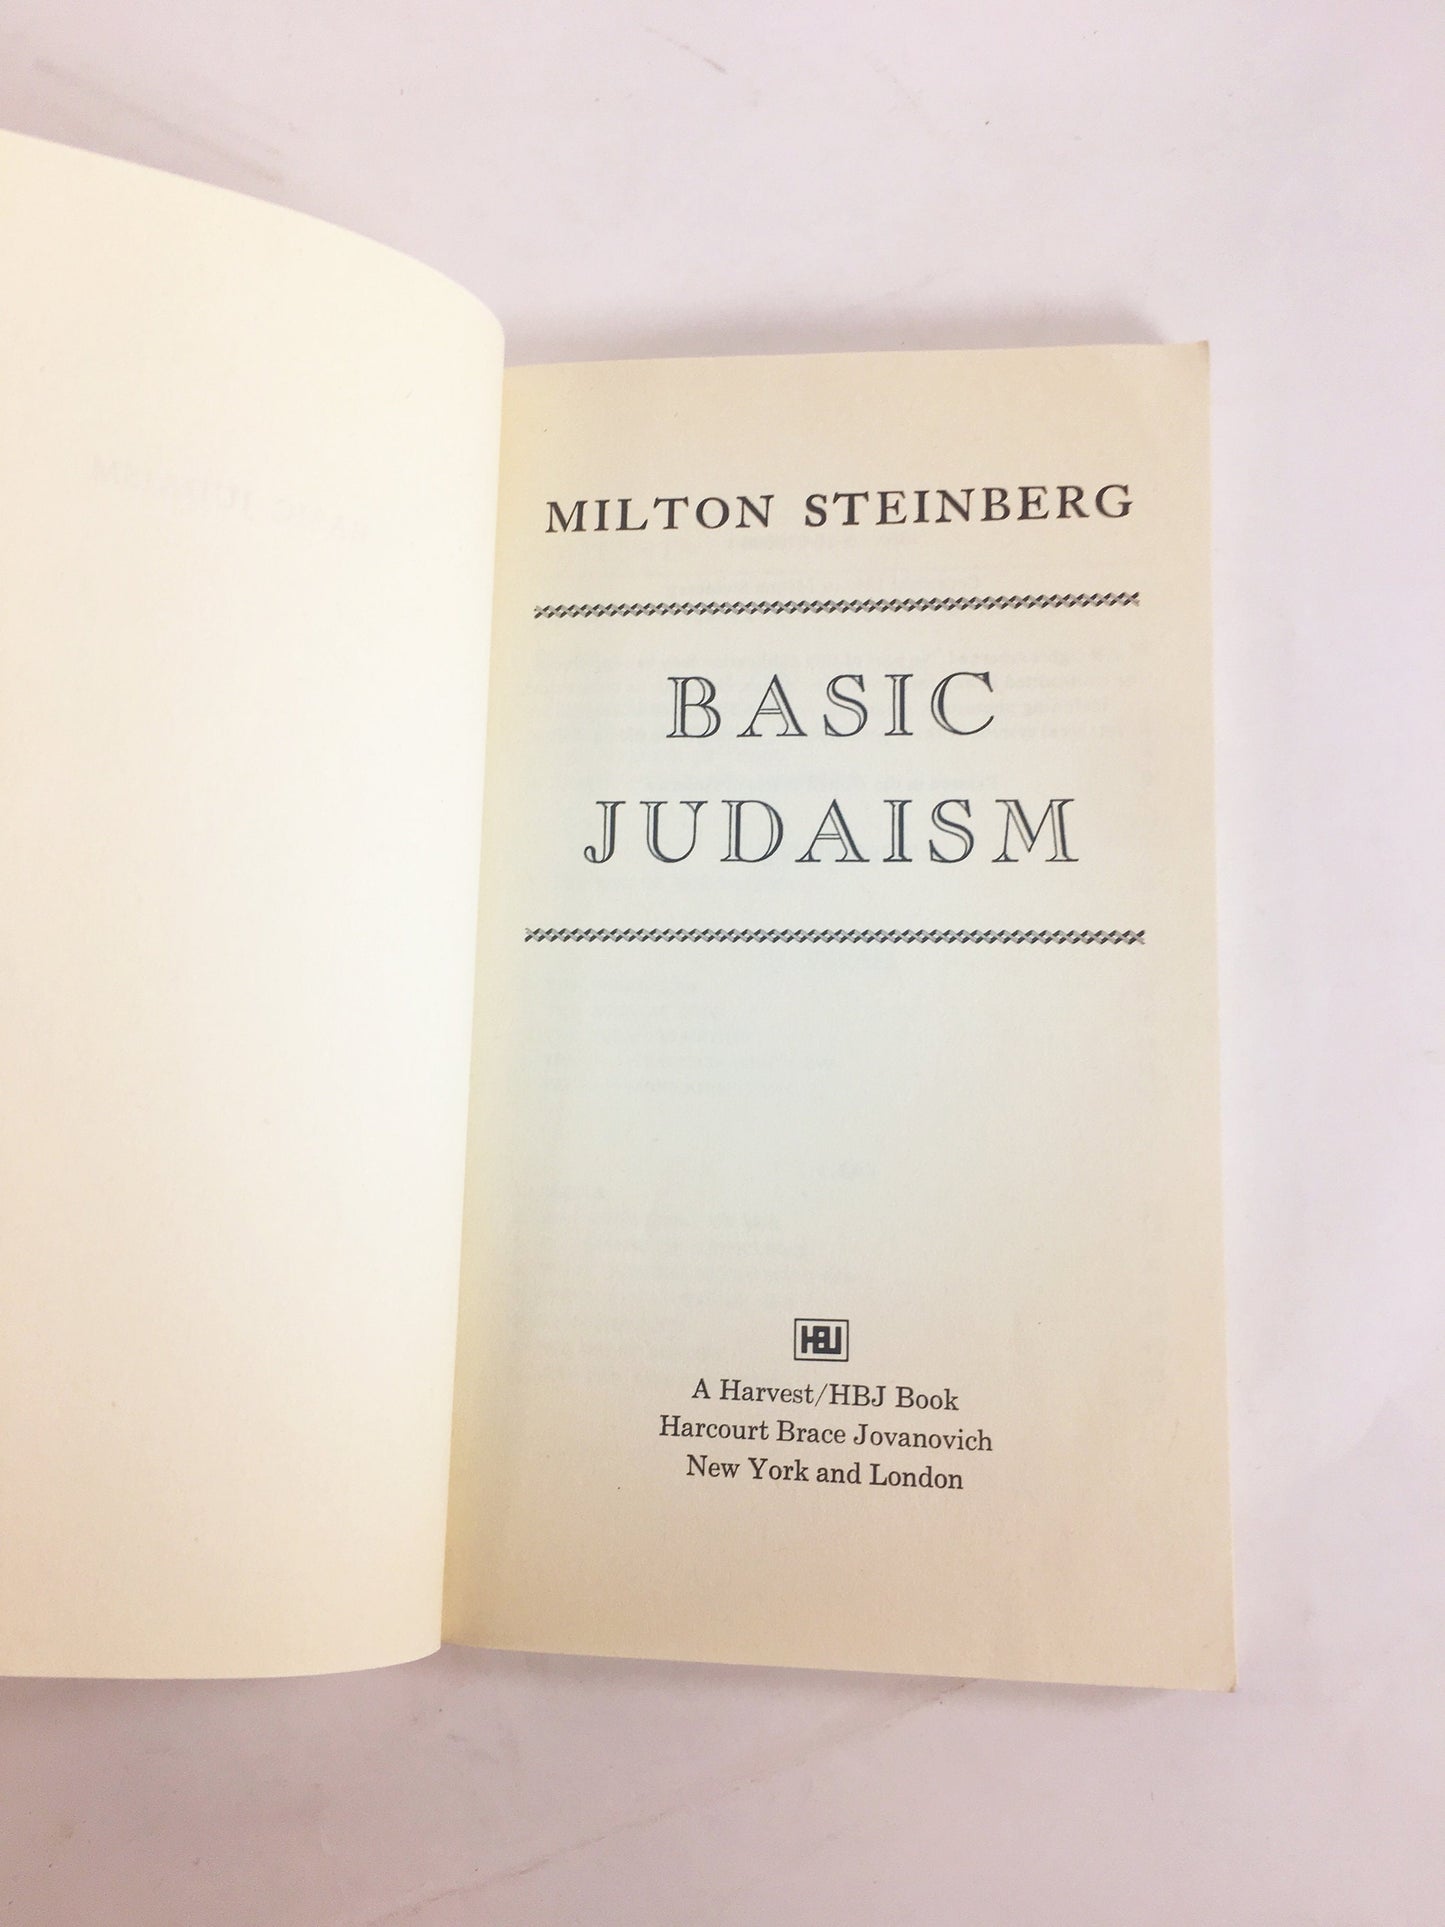 MILTON STEINBERG
BASIC
JUDAISM
HBJ
A Harvest/HBJ Book
Harcourt Brace Jovanovich
New York and London